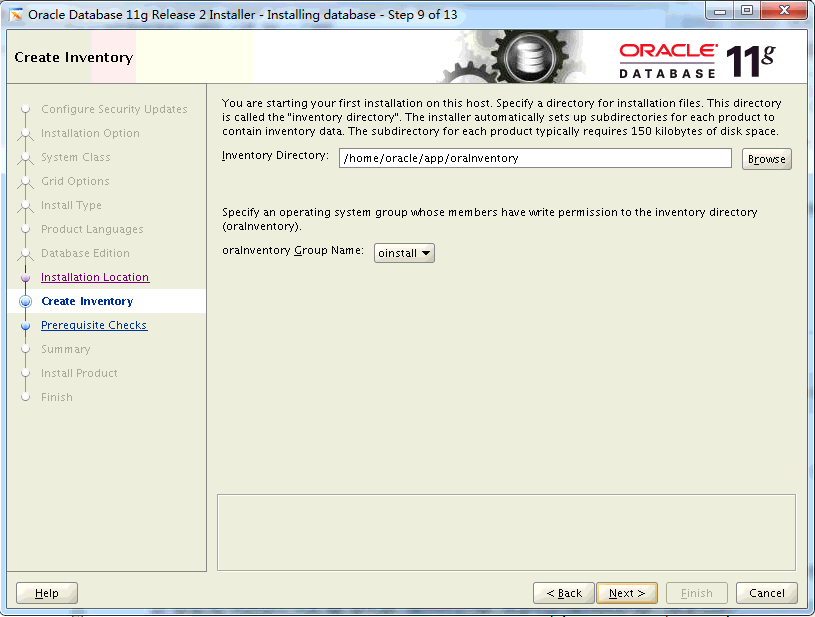 Oracle Database 11g Release 2 Installer - Installing database - Step 9 of 13
Create Inventory
ORACLE
DATABASE 11g
Configure Security Updates
Installation Option
System Class
Grid Options
Install Type
Product Languages
Database Edition
Installation Location
Create Inventory
Prerequisite Checks
Summary
Install Product
Finish
You are starting your first installation on this host. Specify a directory for installation files. This directory
is called the "inventory directory". The installer automatically sets up subdirectories for each product to
contain inventory data. The subdirectory for each product typically requires 150 kilobytes of disk space.
Inventory Directory: /home/oracle/app/oraInventory Browse
Specify an operating system group whose members have write permission to the inventory directory
(oraInventory).
oraInventory Group Name: oinstall
Help < Back Next > Finish Cancel